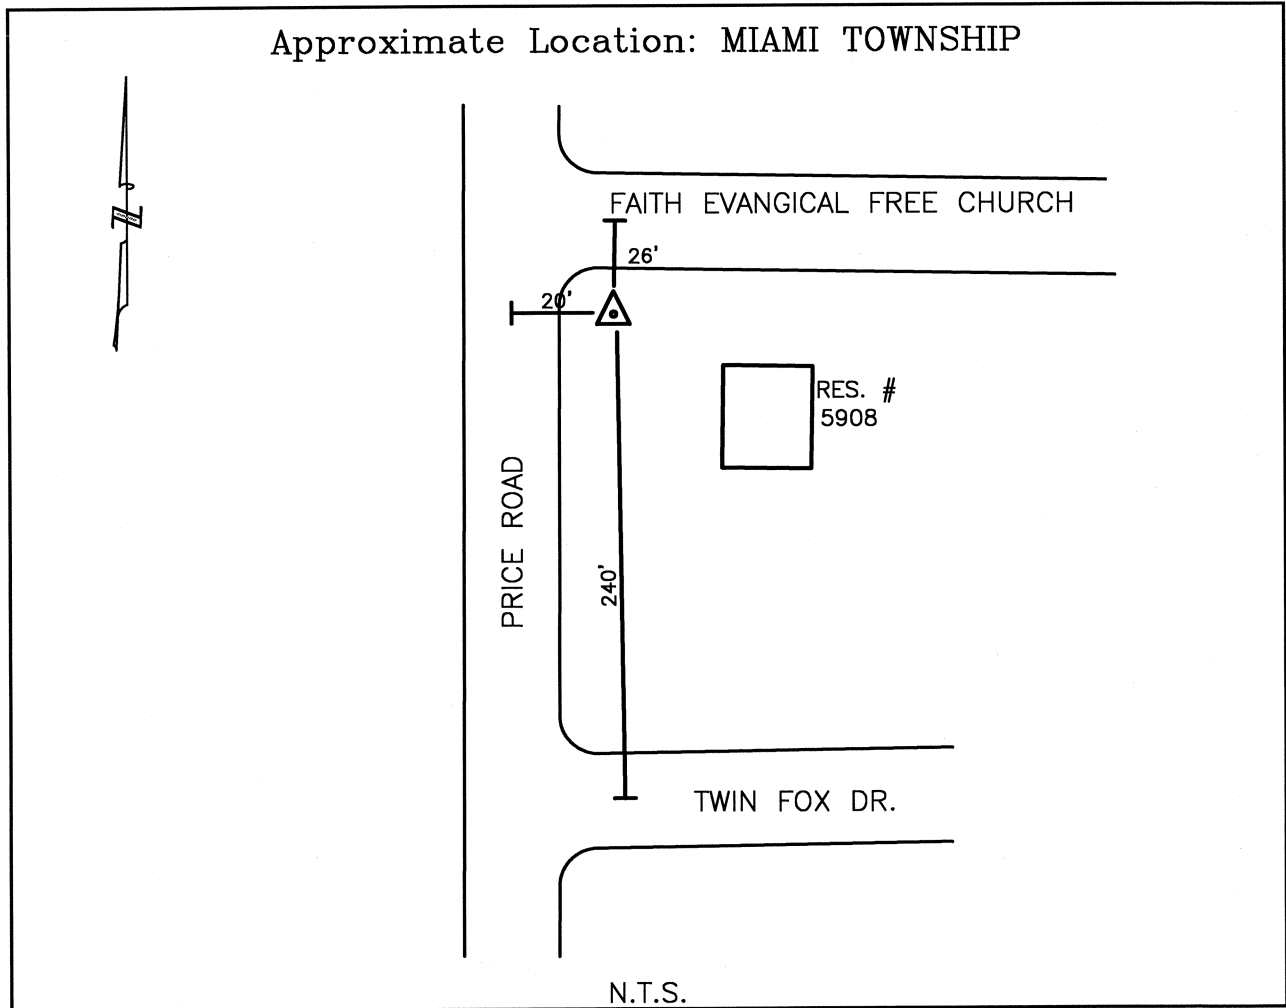 Approximate Location: MIAMI TOWNSHIP
N
FAITH EVANGICAL FREE CHURCH
26'
20'
RES. #
5908
PRICE ROAD
240'
TWIN FOX DR.
N.T.S.